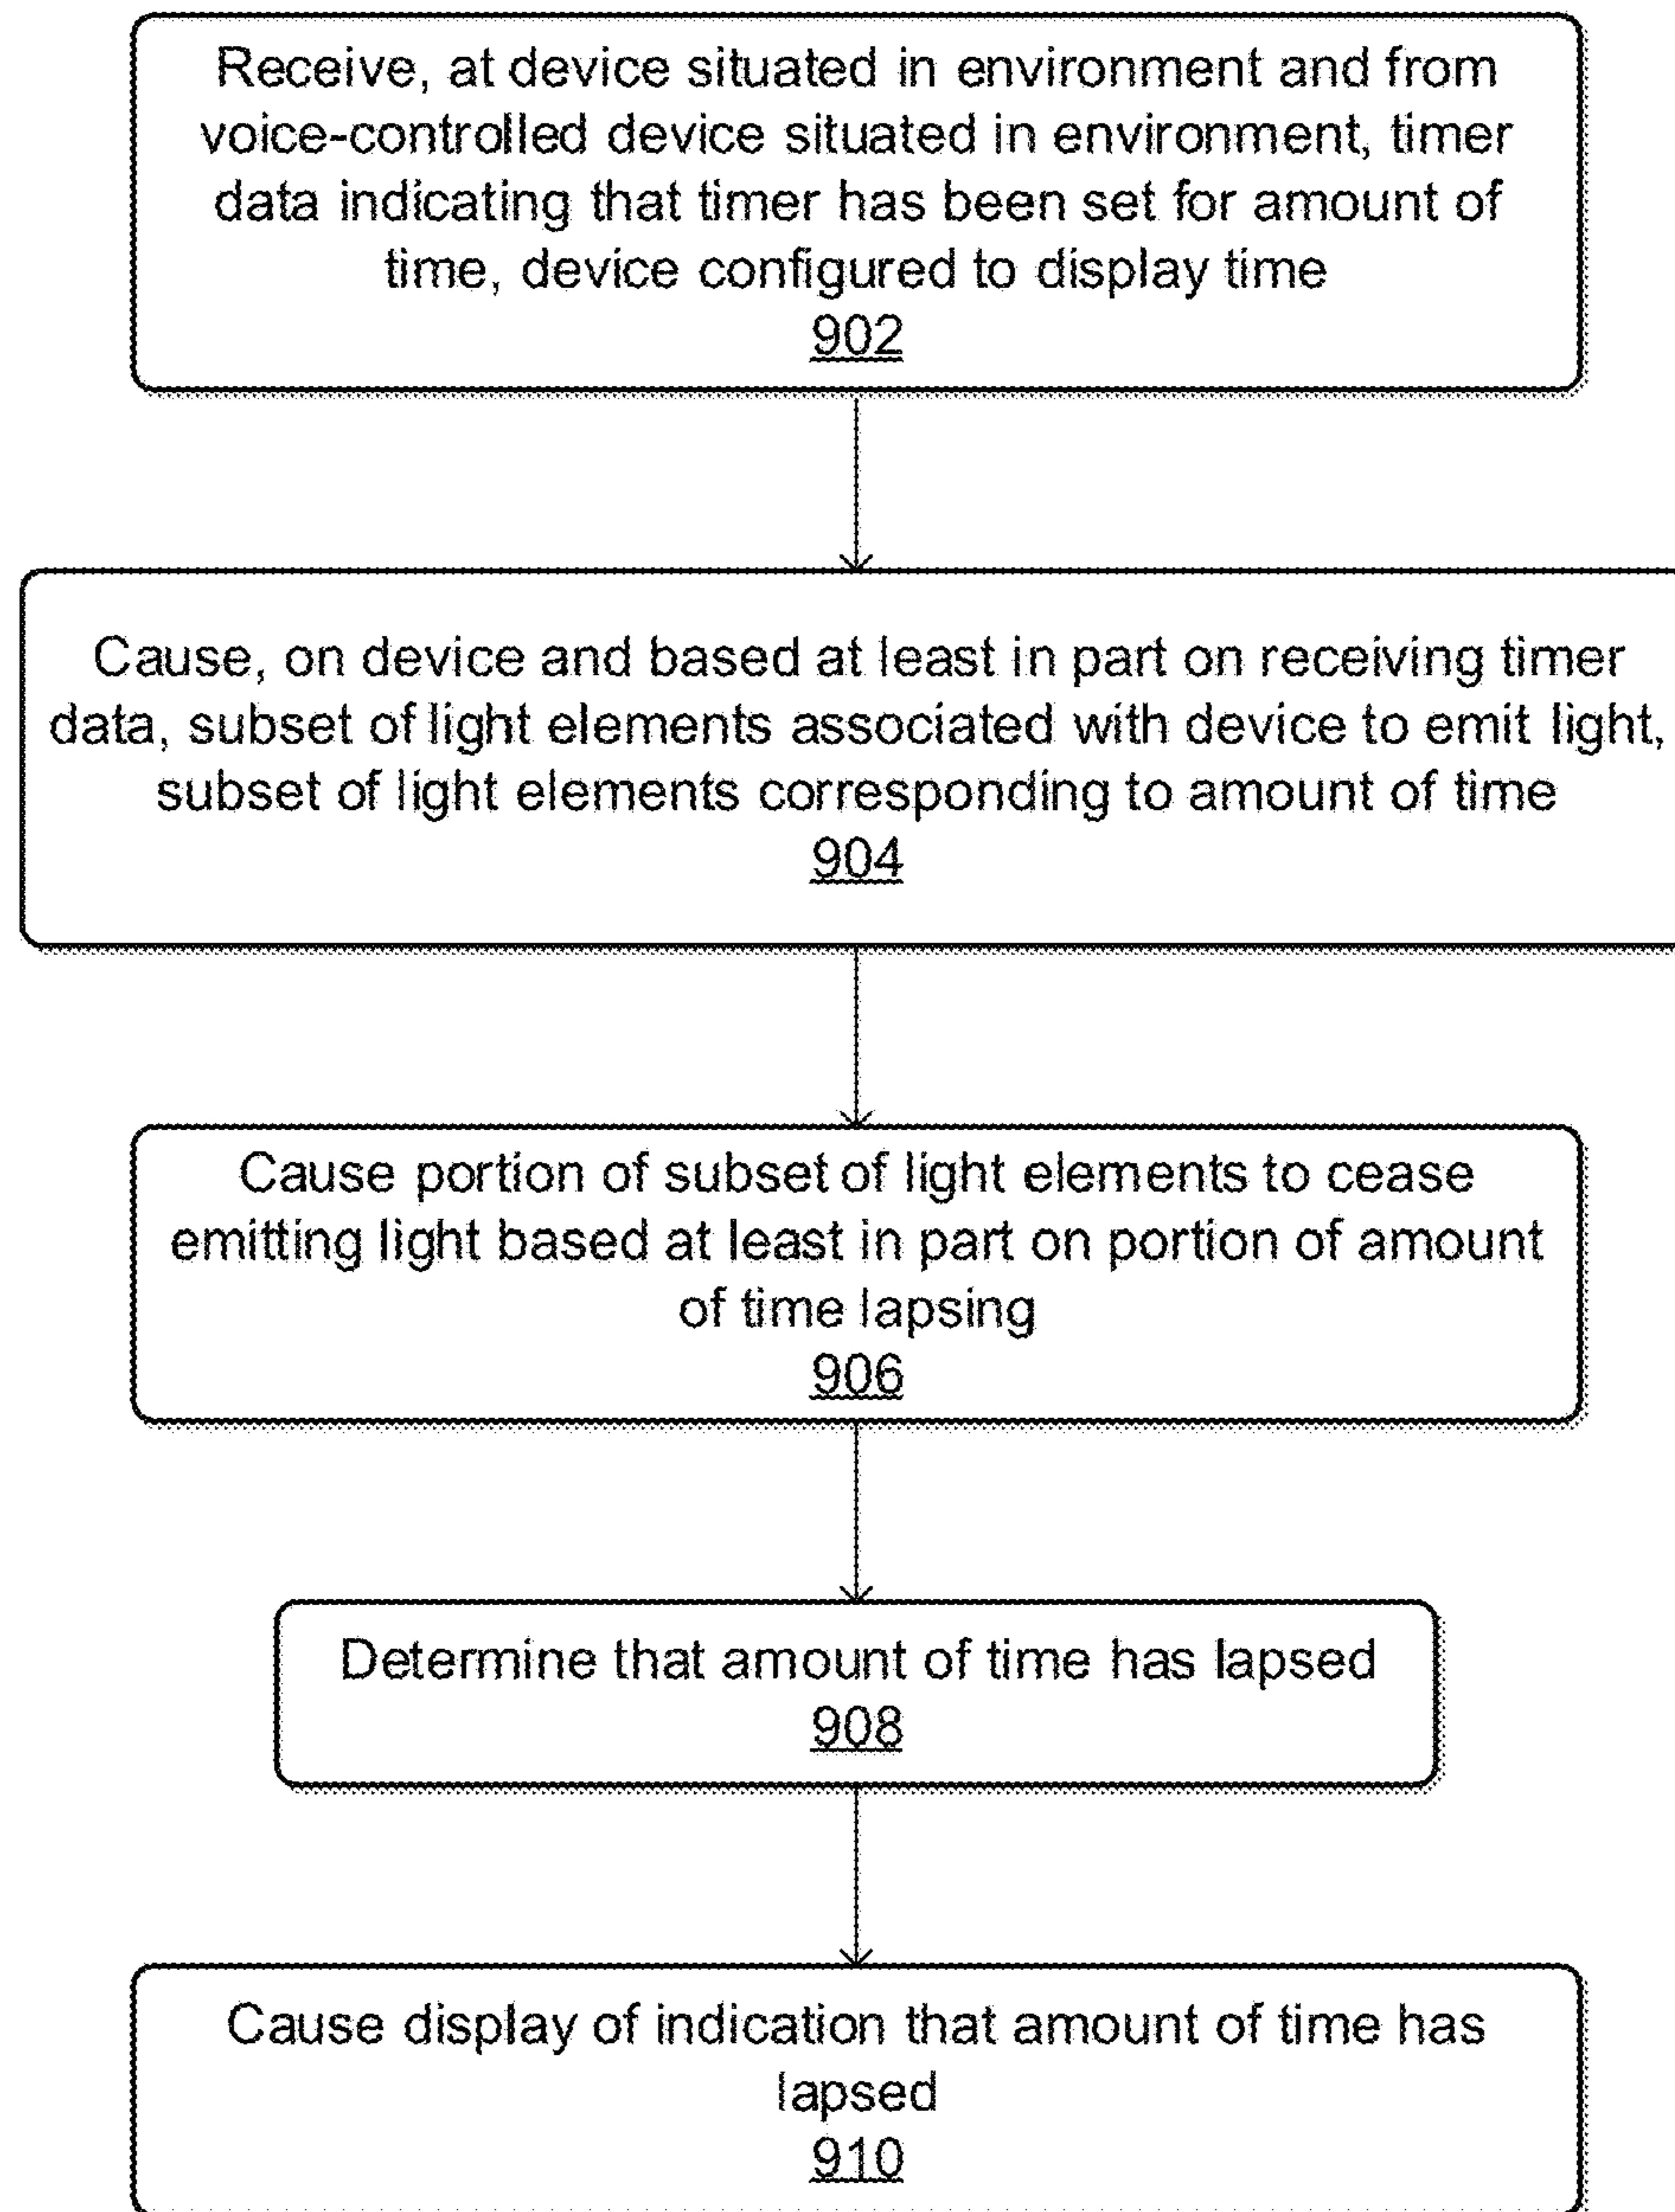 Receive, at device situated in environment and from
voice-controlled device situated in environment, timer
data indicating that timer has been set for amount of
time, device configured to display time
902
Cause, on device and based at least in part on receiving timer
data, subset of light elements associated with device to emit light,
subset of light elements corresponding to amount of time
904
Cause portion of subset of light elements to cease
emitting light based at least in part on portion of amount
of time lapsing
906
Determine that amount of time has lapsed
908
Cause display of indication that amount of time has
lapsed
910